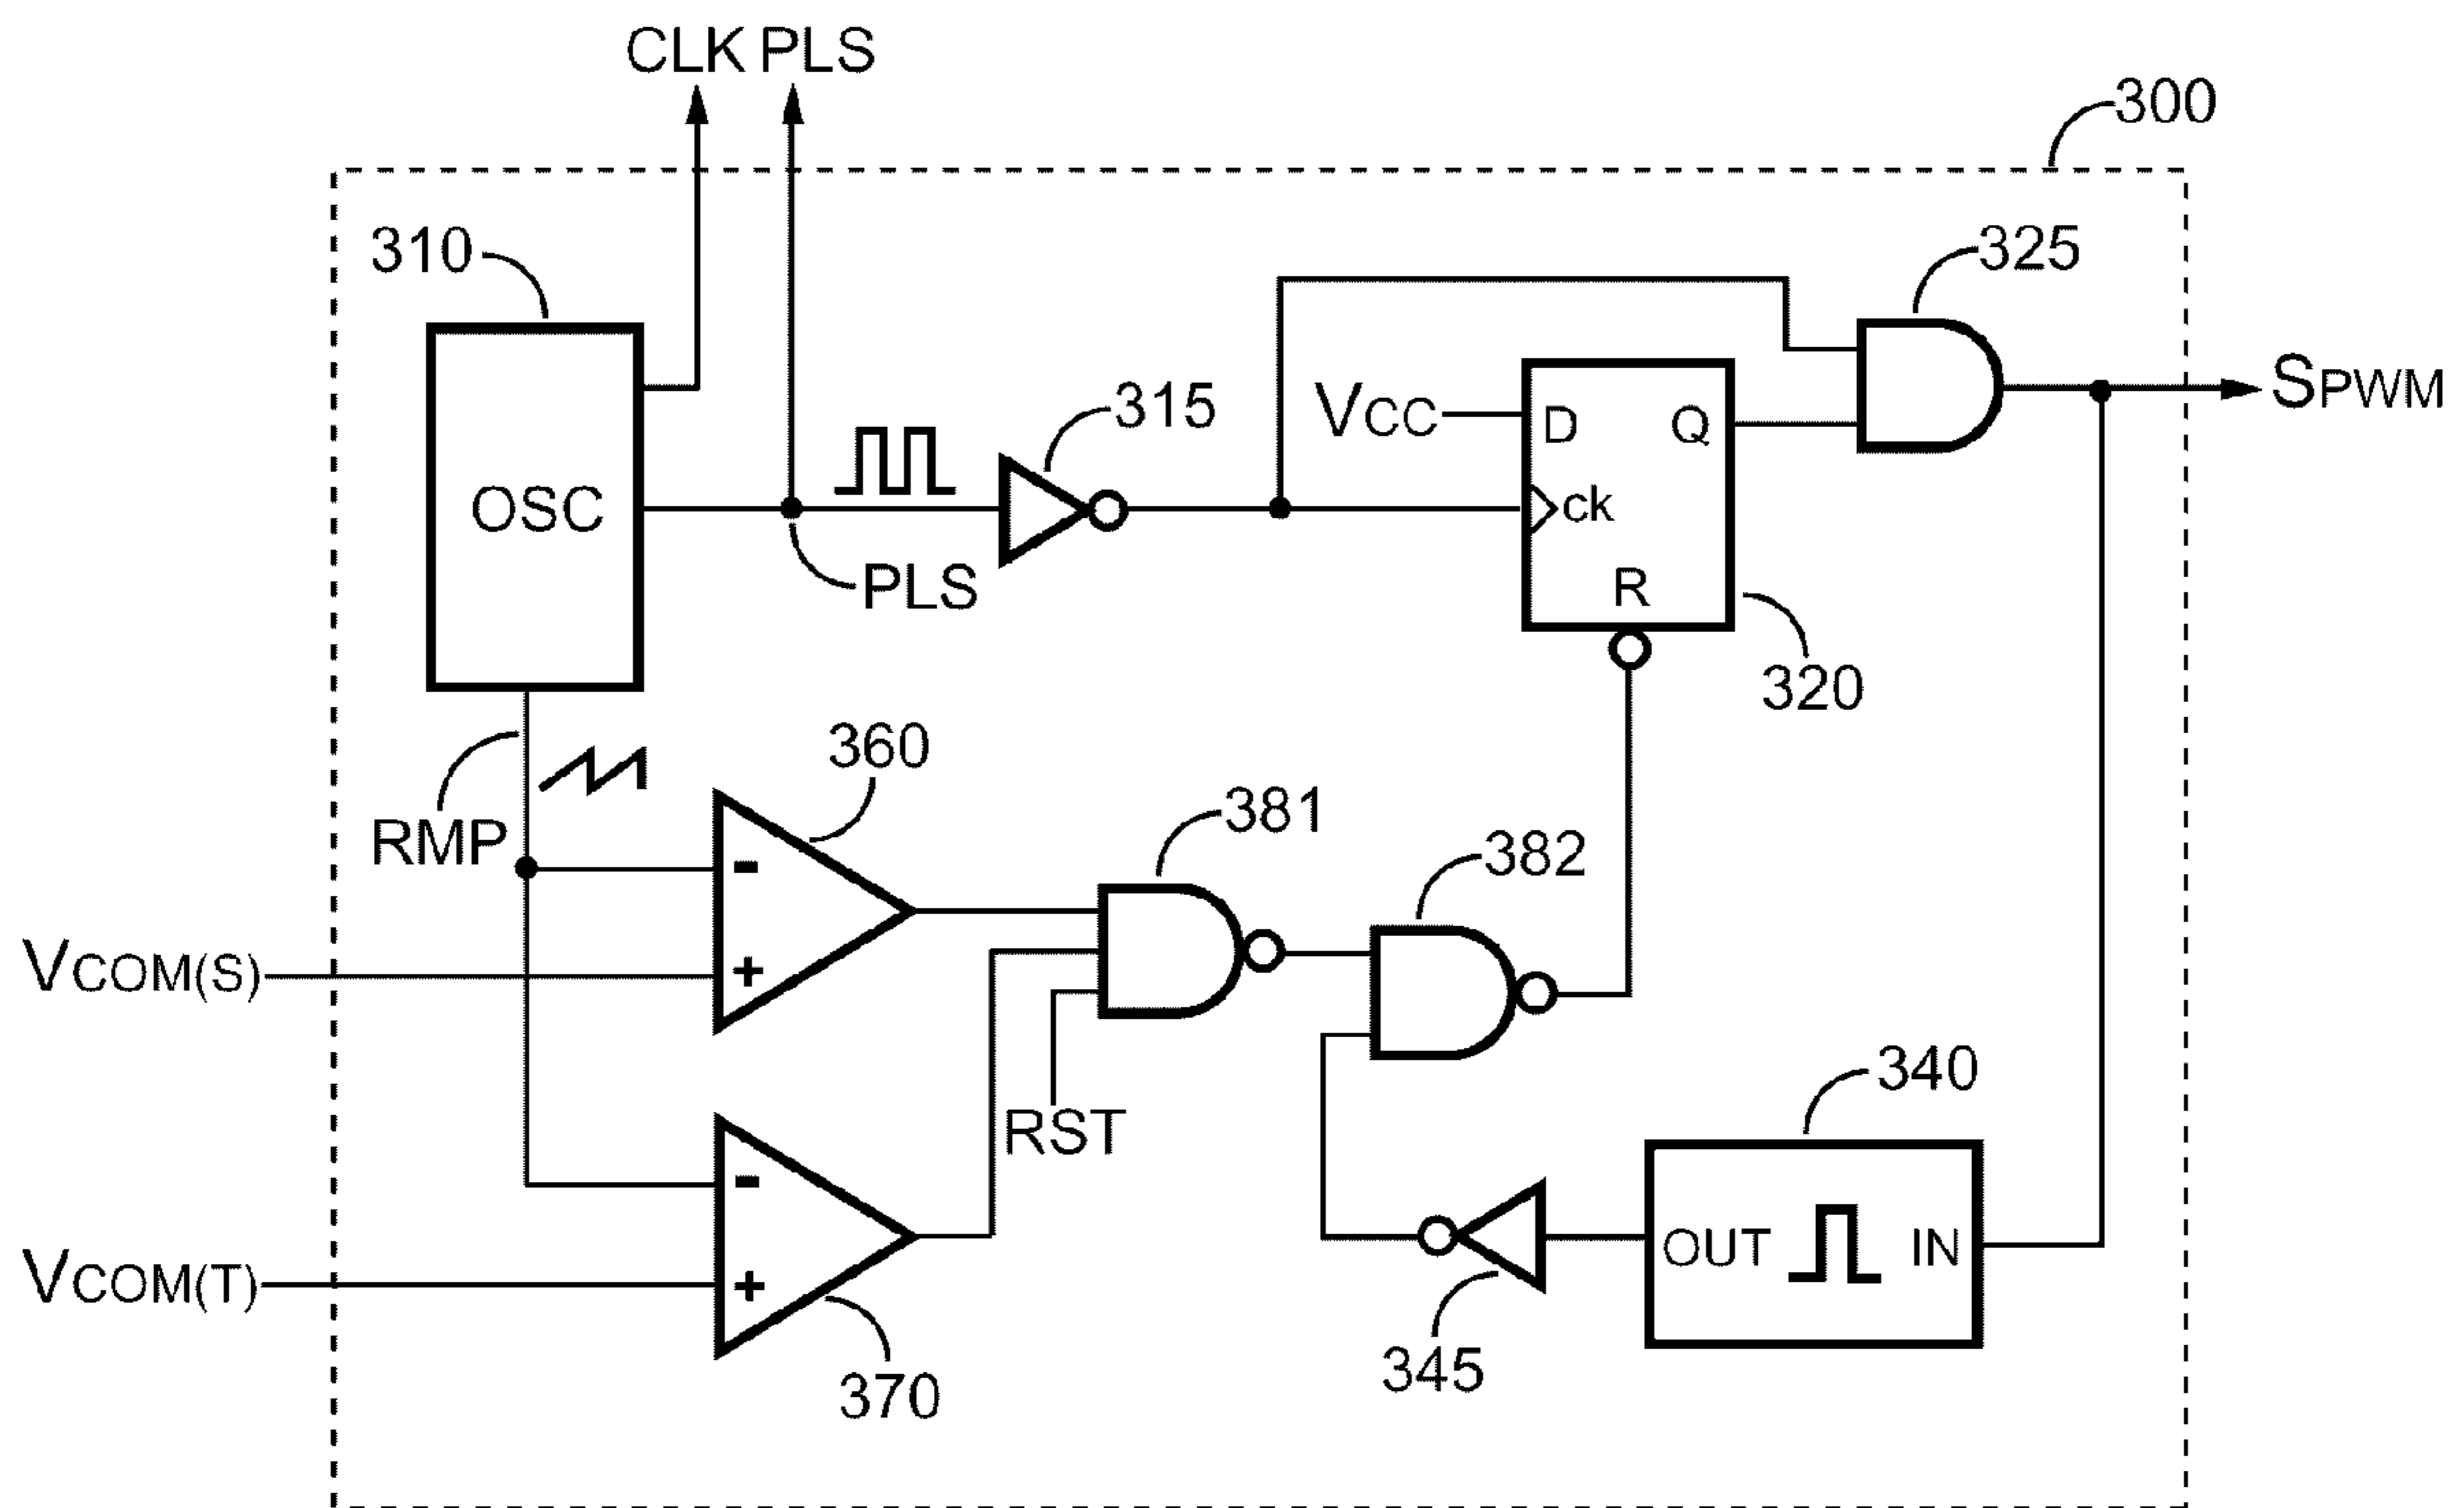 CLK PLS
300
310
325
SPWM
315
VCC
D
Q
OSC
ck
PLS
R
320
RMP
360
381
382
VCOM(S)
340
RST
VCOM(T)
OUT
IN
345
370